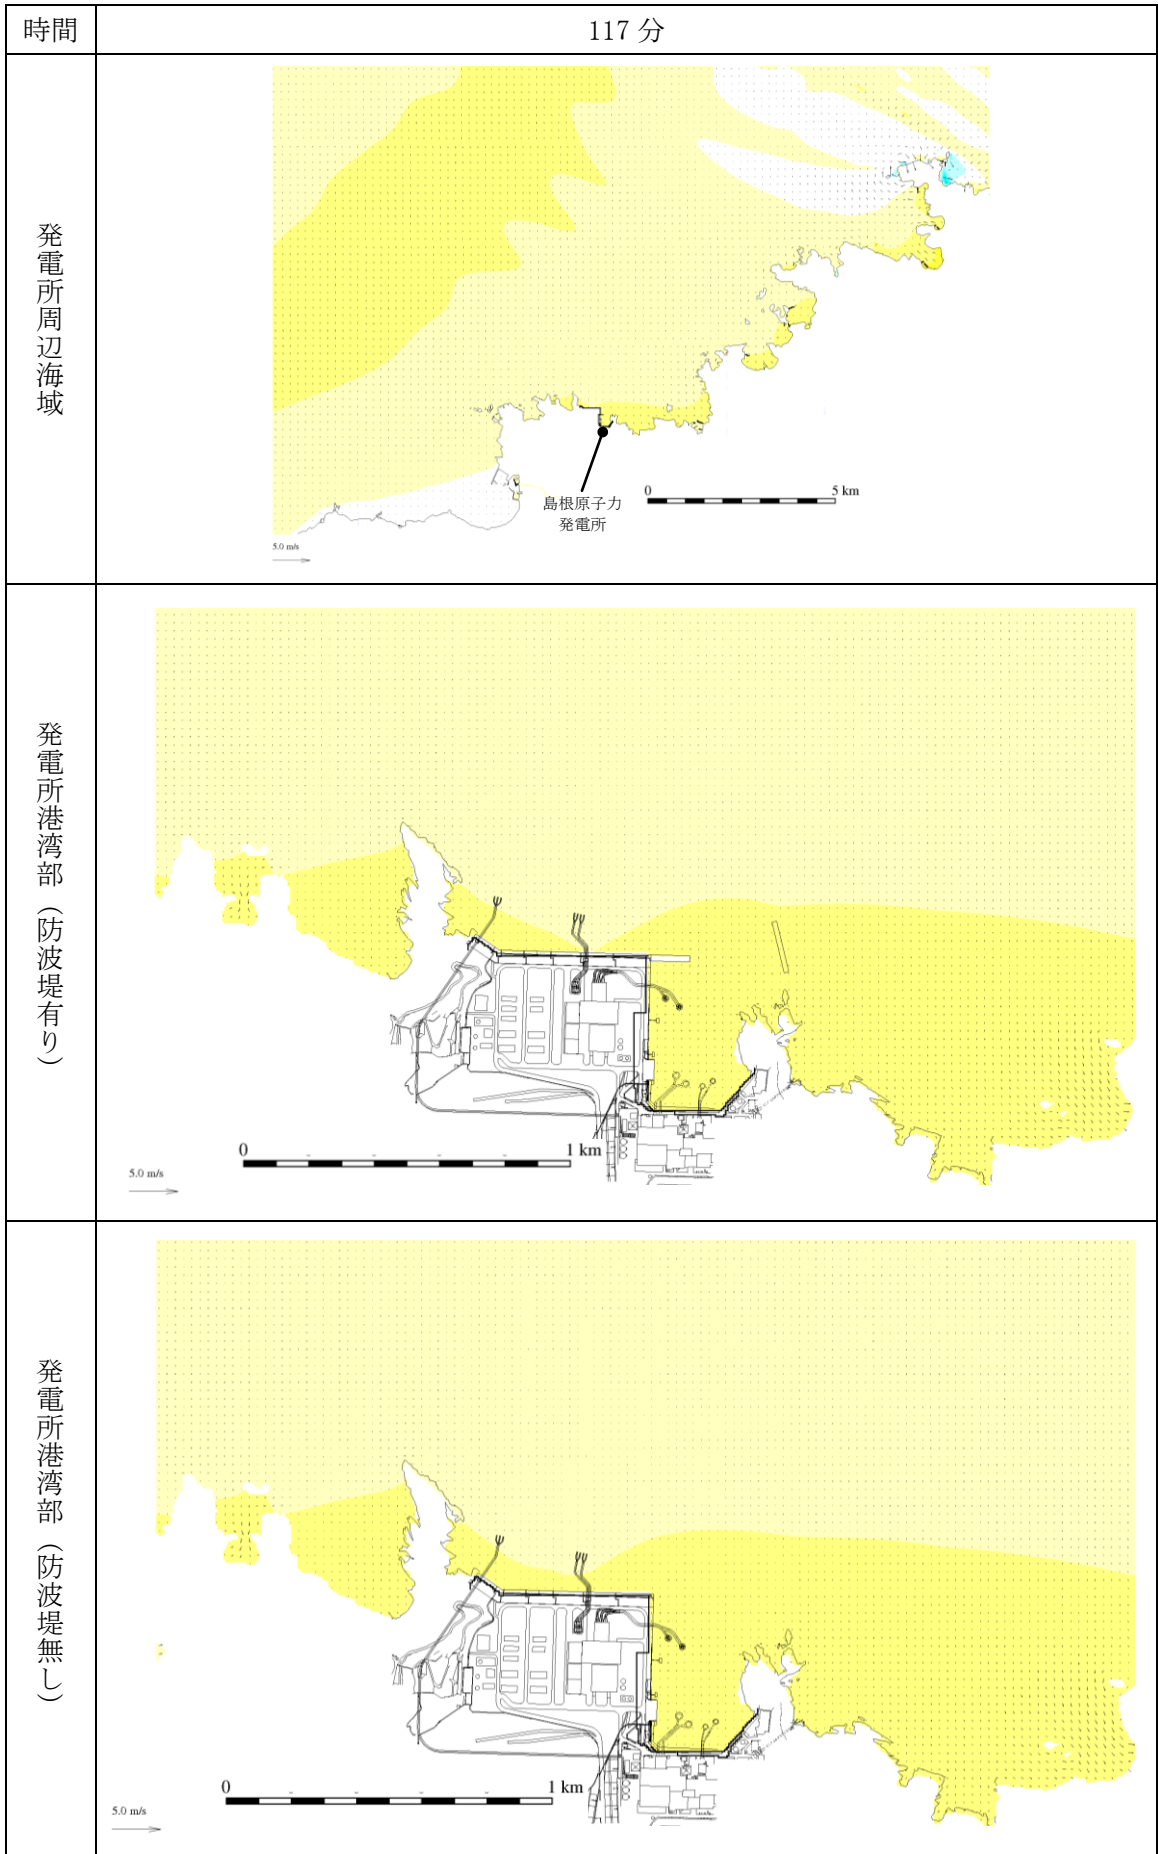 時間
117 分
発電所周辺海域
島根原子力
発電所
0
5 km
5.0 m/s
発電所港湾部（防波堤有り）
0
1 km
5.0 m/s
発電所港湾部（防波堤無し）
0
1 km
5.0 m/s